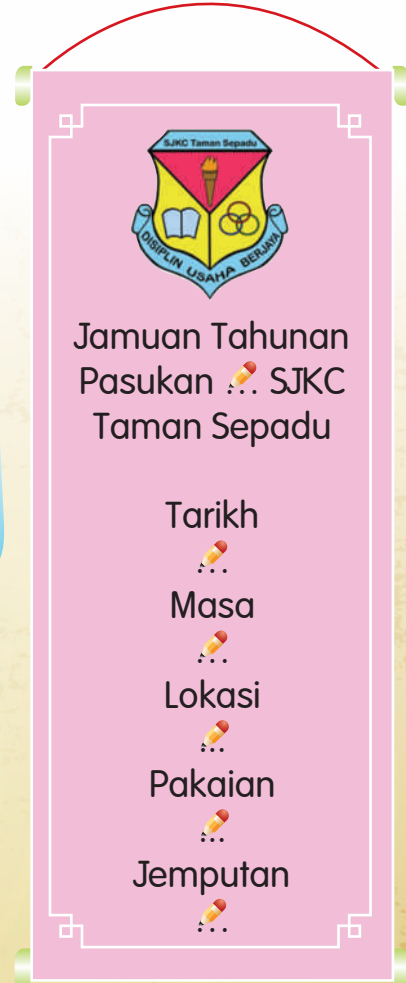 SJKC Taman Sepadu
DISIPLIN USAHA BERJAYA
Jamuan Tahunan
Pasukan ... SJKC
Taman Sepadu
Tarikh
...
Masa
...
Lokasi
...
Pakaian
...
Jemputan
...